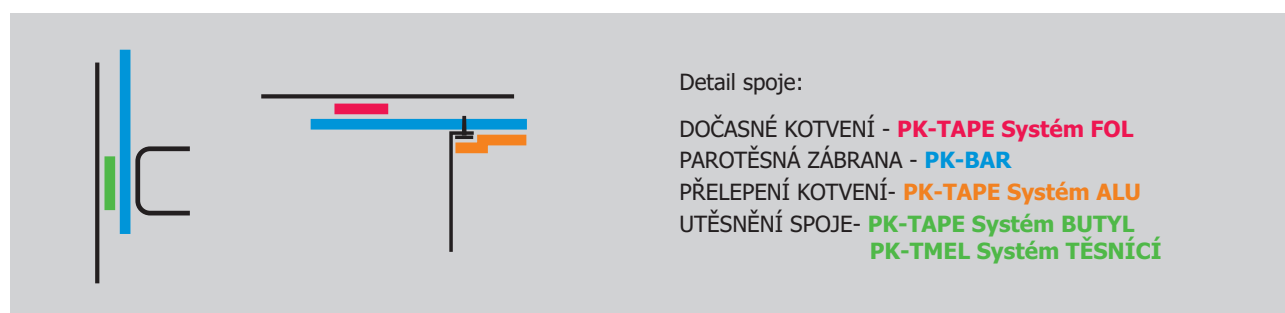 Detail spoje:
DOČASNÉ KOTVENÍ - PK-TAPE Systém FOL
PAROTĚSNÁ ZÁBRANA - PK-BAR
PŘELEPENÍ KOTVENÍ- PK-TAPE Systém ALU
UTĚSNĚNÍ SPOJE- PK-TAPE Systém BUTYL
PK-TMEL Systém TĚSNÍCÍ